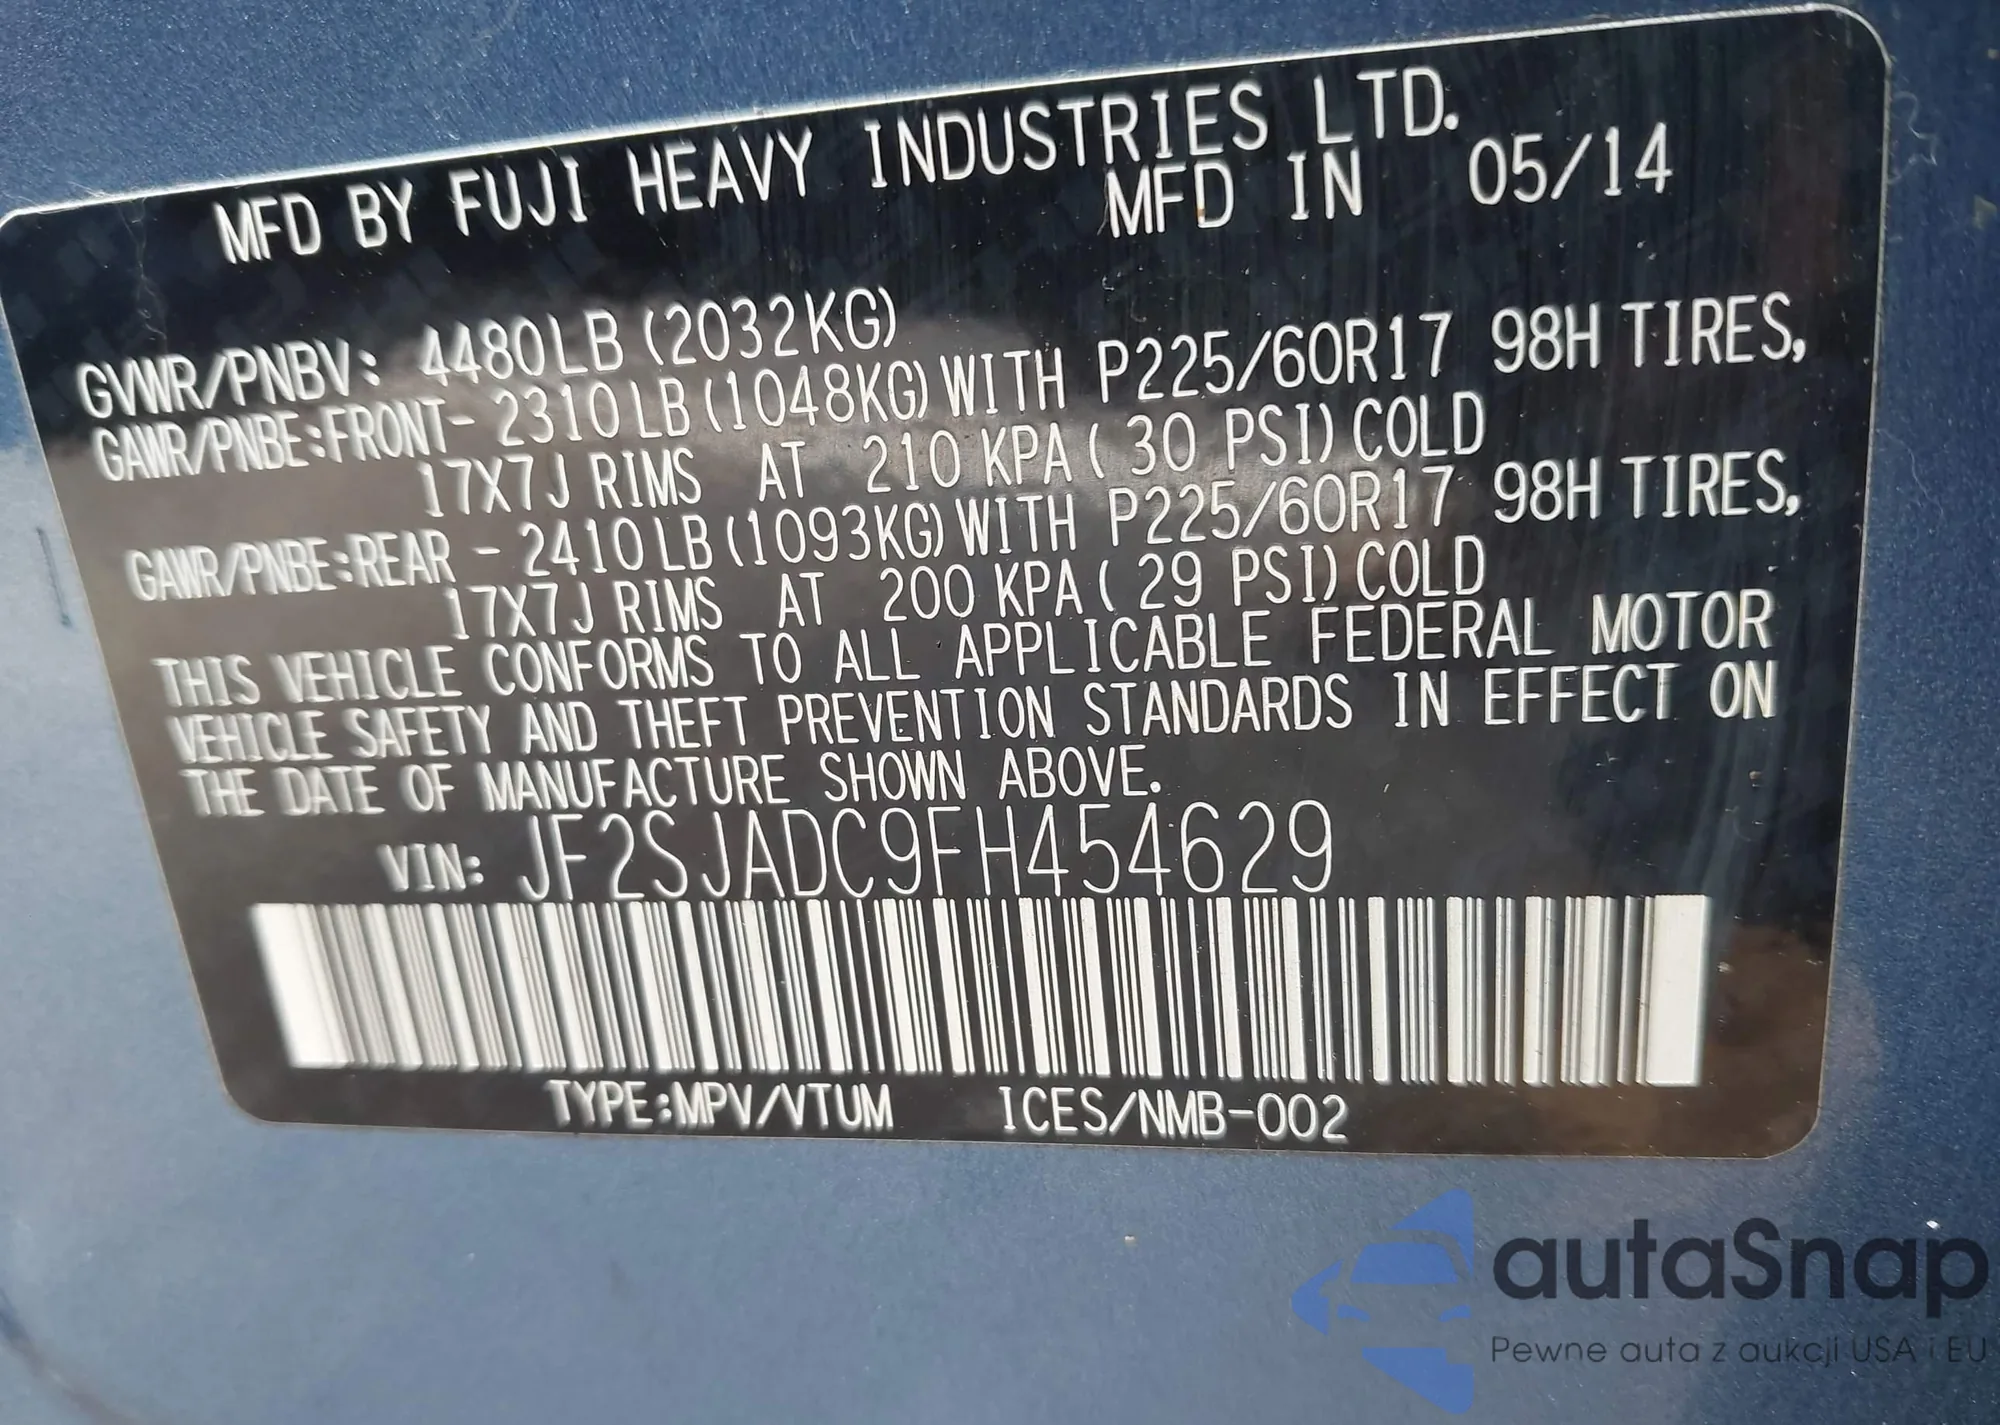 MFD BY FUJI HEAVY INDUSTRIES LTD.
MFD IN 05/14
GVWR/PNBV: 4480LB (2032KG)
GAWR/PNBE:FRONT- 2310LB(1048KG)WITH P225/60R17 98H TIRES,
17X7J RIMS AT 210 KPA( 30 PSI)COLD
GAWR/PNBE:REAR - 2410LB(1093KG)WITH P225/60R17 98H TIRES,
17X7J RIMS AT 200 KPA( 29 PSI)COLD
THIS VEHICLE CONFORMS TO ALL APPLICABLE FEDERAL MOTOR
VEHICLE SAFETY AND THEFT PREVENTION STANDARDS IN EFFECT ON
THE DATE OF MANUFACTURE SHOWN ABOVE.
VIN: JF2SJADC9FH454629
TYPE:MPV/VTUM ICES/NMB-002
autaSnap
Pewne auta z aukcji USA i EU